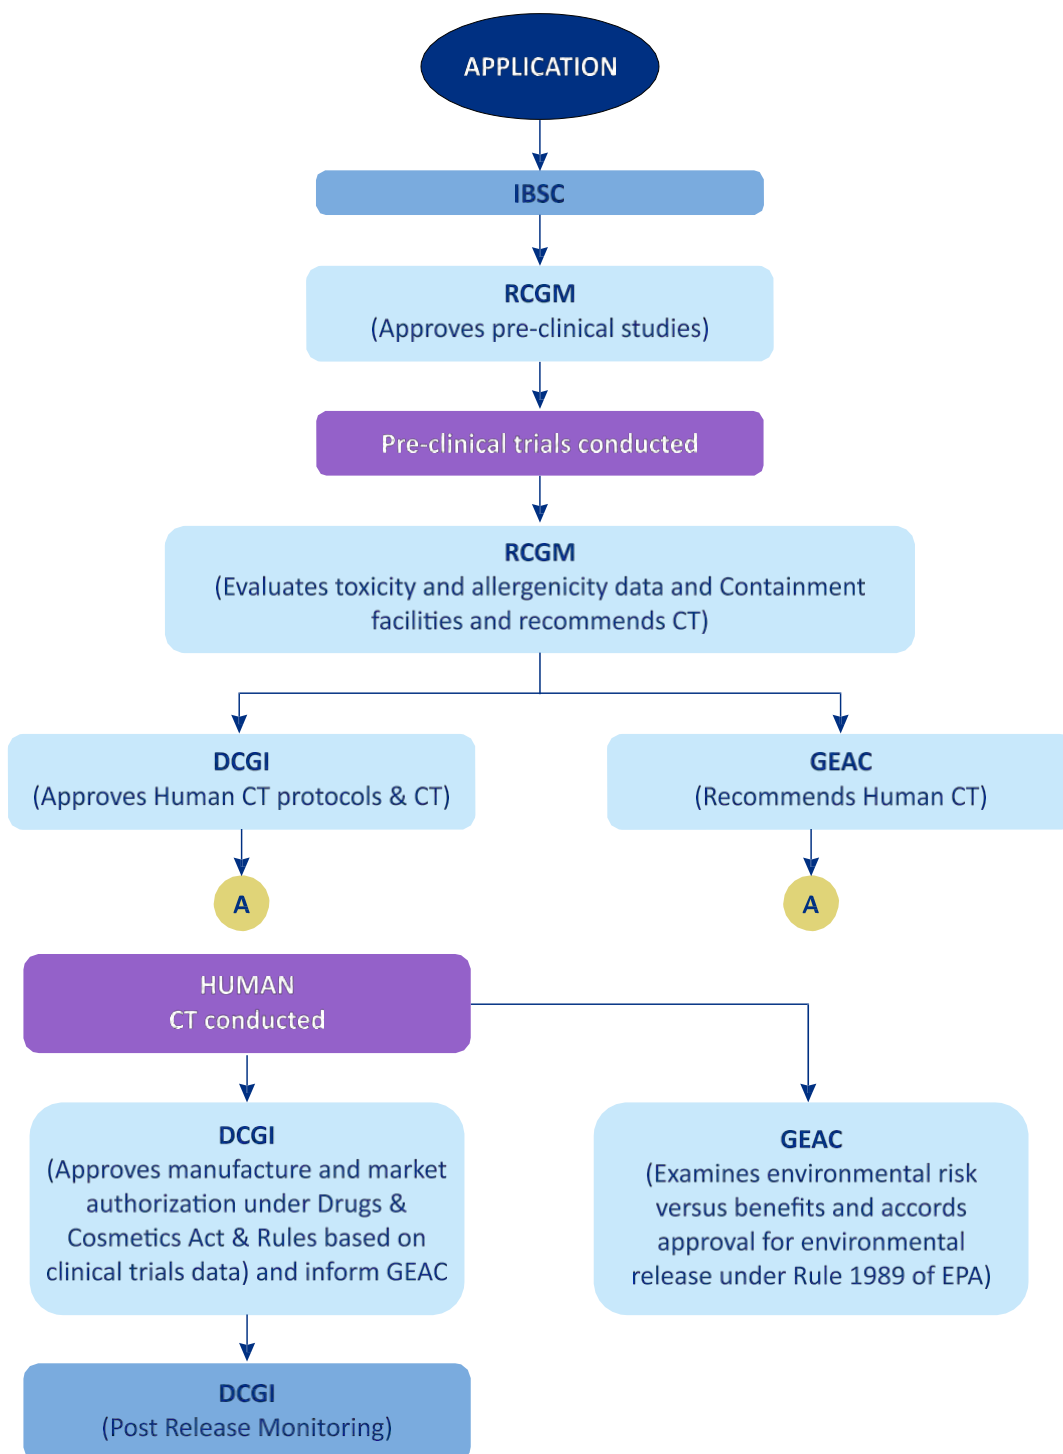 APPLICATION
IBSC
RCGM
(Approves pre-clinical studies)
Pre-clinical trials conducted
RCGM
(Evaluates toxicity and allergenicity data and Containment
facilities and recommends CT)
DCGI
(Approves Human CT protocols & CT)
GEAC
(Recommends Human CT)
A
A
HUMAN
CT conducted
DCGI
(Approves manufacture and market
authorization under Drugs &
Cosmetics Act & Rules based on
clinical trials data) and inform GEAC
GEAC
(Examines environmental risk
versus benefits and accords
approval for environmental
release under Rule 1989 of EPA)
DCGI
(Post Release Monitoring)